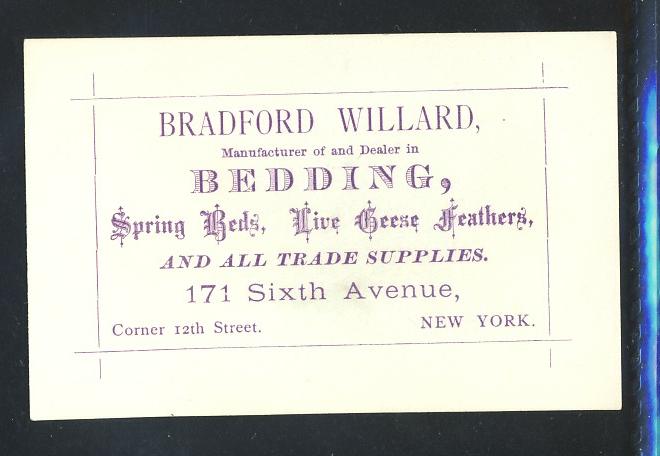 BRADFORD WILLARD,
Manufacturer of and Dealer in
BEDDING,
Spring Beds, Live Geese Feathers,
AND ALL TRADE SUPPLIES.
171 Sixth Avenue,
Corner 12th Street. NEW YORK.